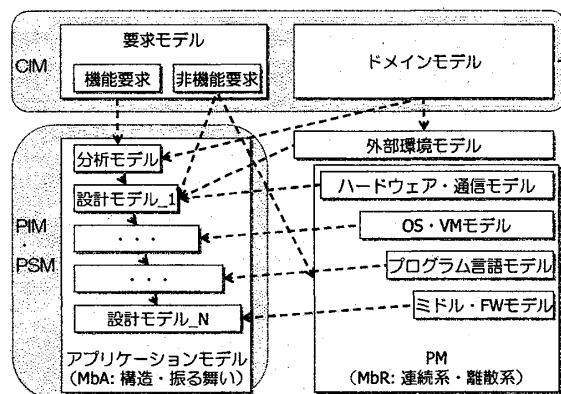 要求モデル
CIM
機能要求
非機能要求
ドメインモデル
分析モデル
外部環境モデル
設計モデル_1
ハードウェア・通信モデル
PIM
・
PSM
・・・
OS・VMモデル
・・・
プログラム言語モデル
設計モデル_N
ミドル・FWモデル
アプリケーションモデル
(MbA: 構造・振る舞い)
PM
(MbR: 連続系・離散系)